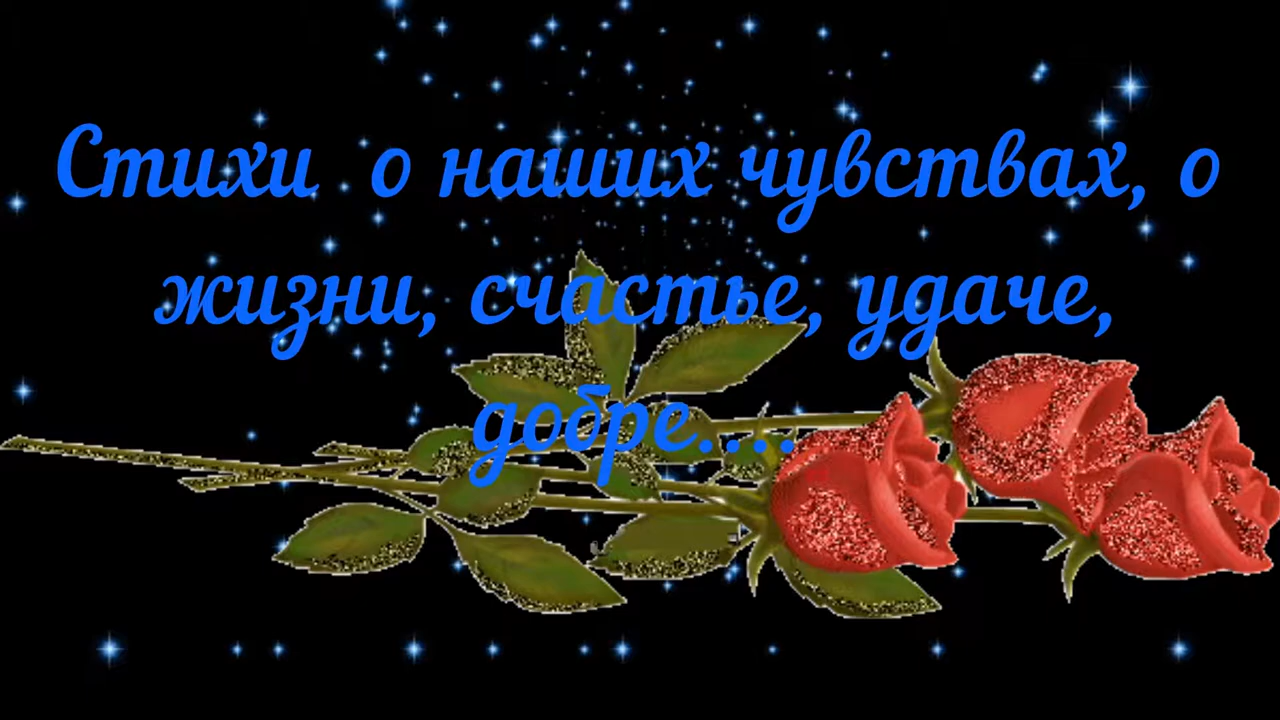 Стихи о наших чувствах, о
жизни, счастье, удаче,
добре....